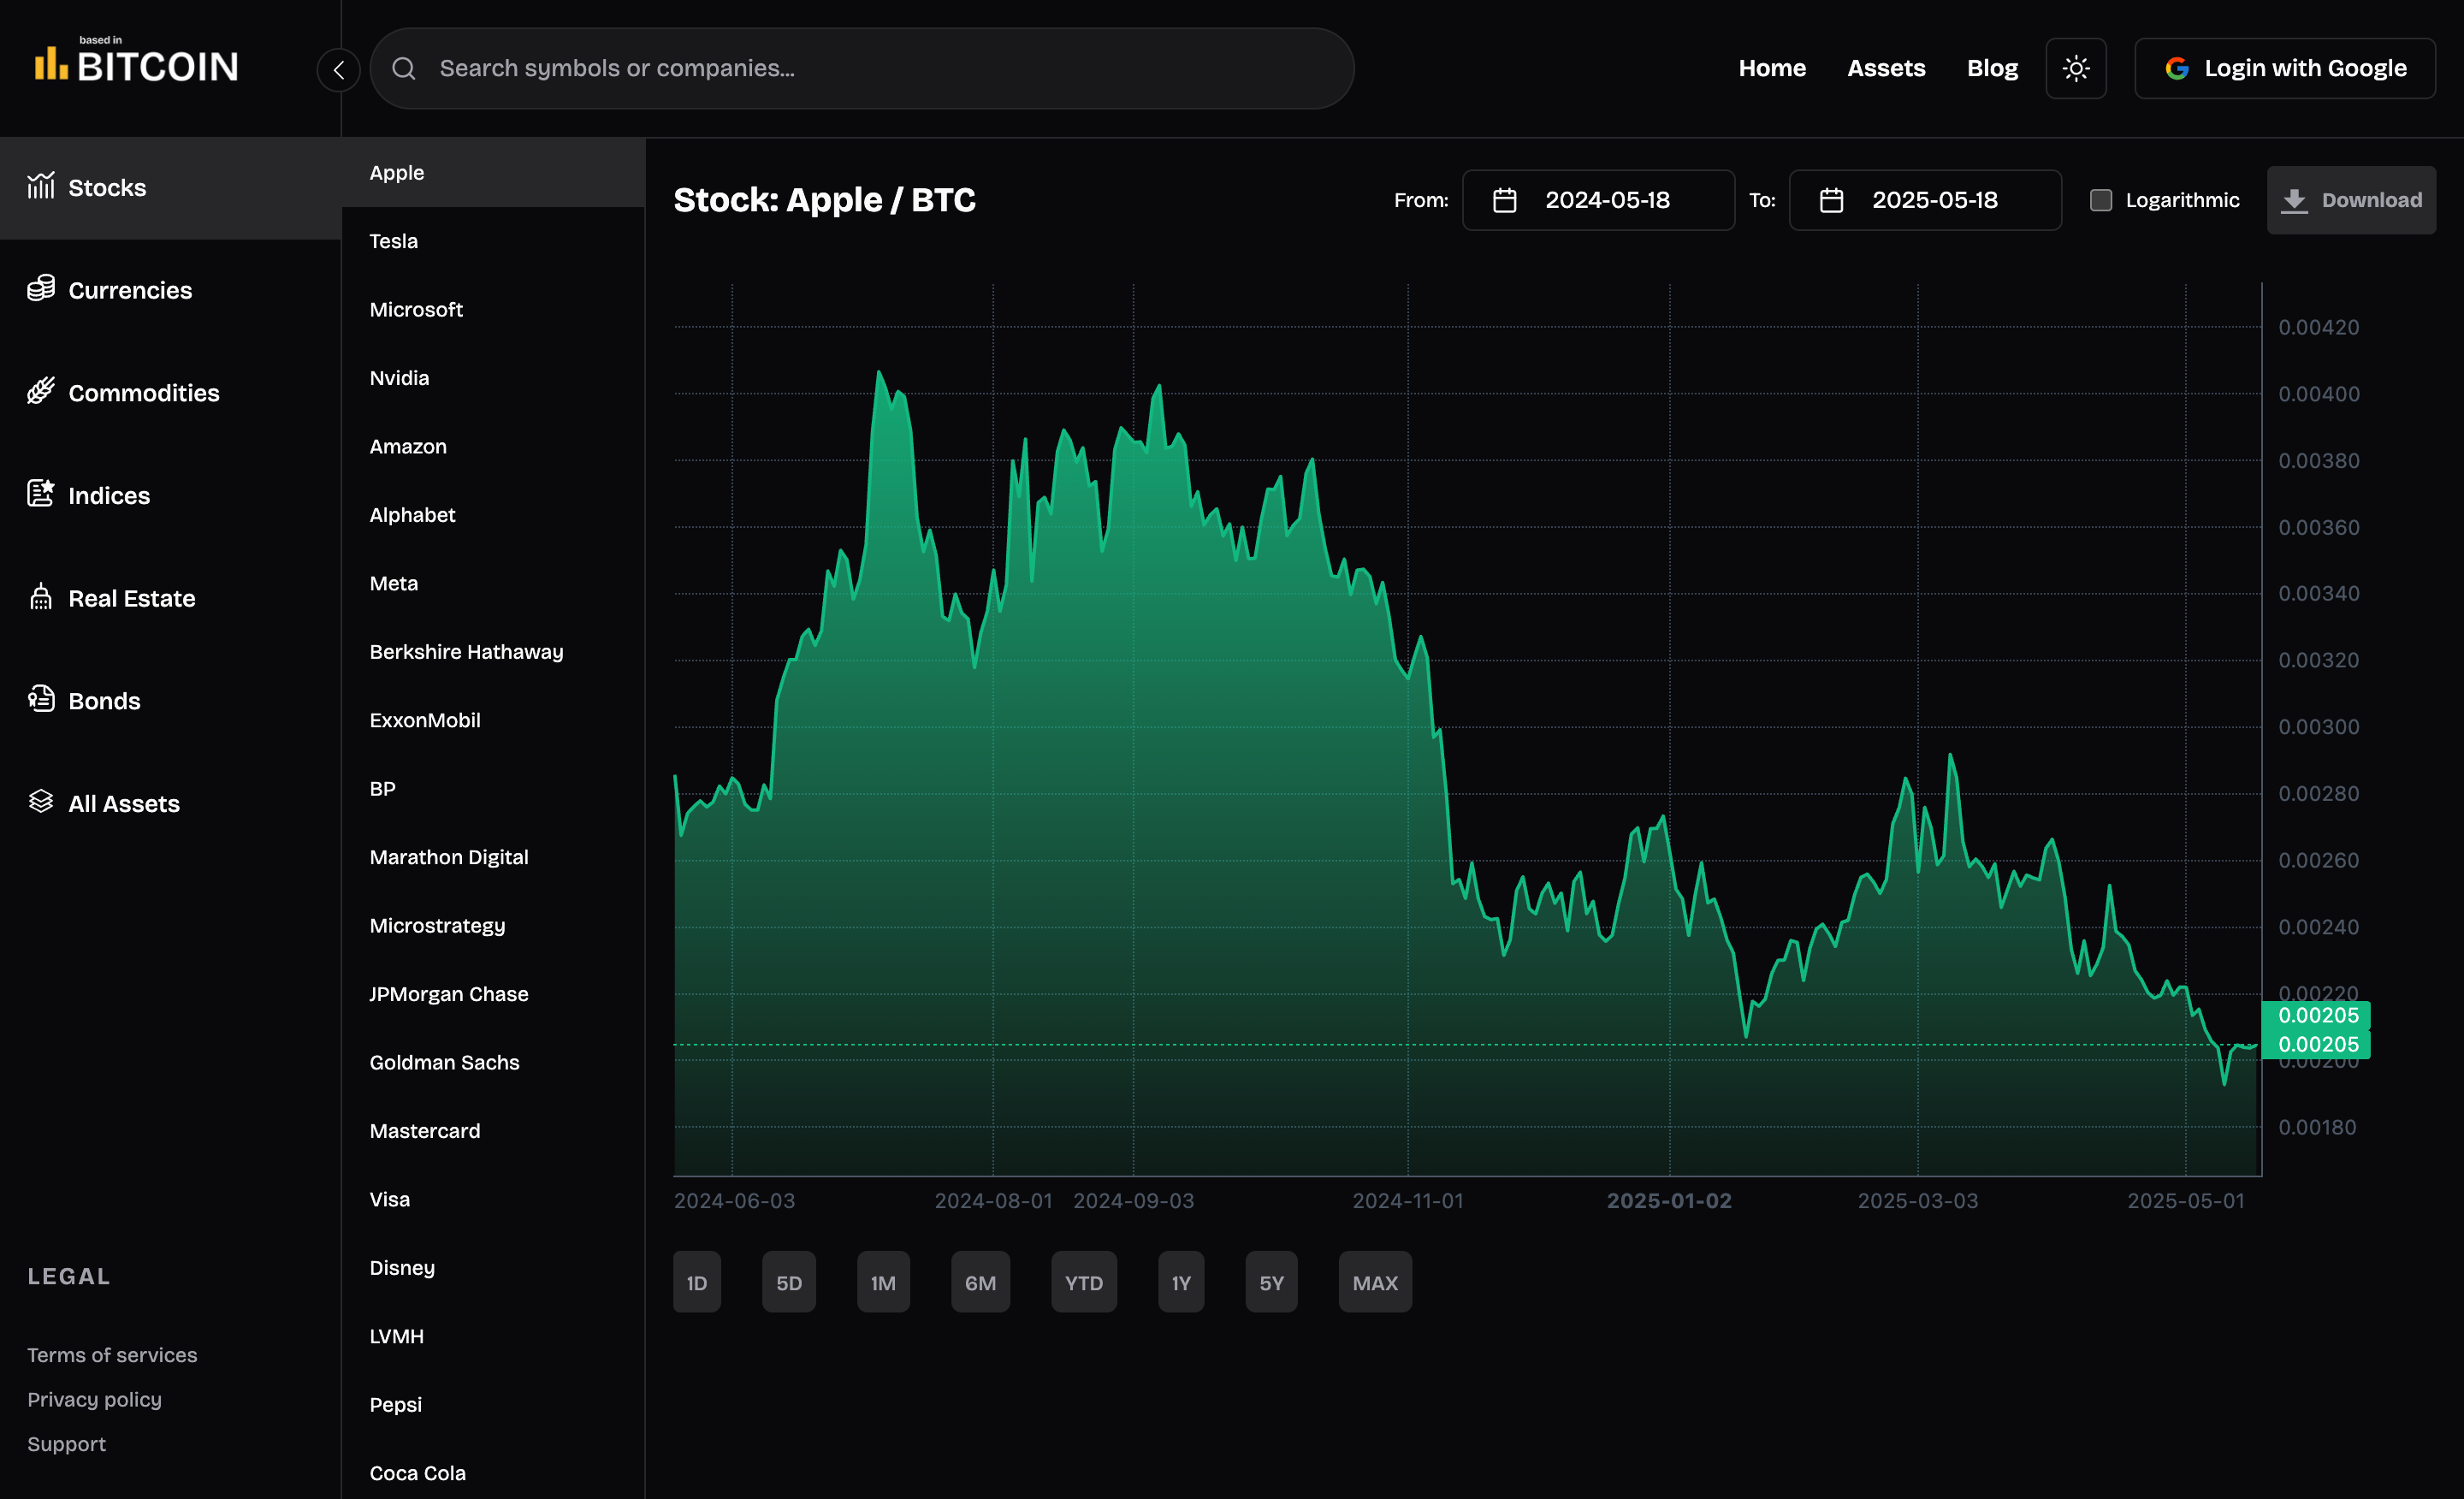 based in
BITCOIN
Search symbols or companies...
Home
Assets
Blog
Login with Google
Stocks
Currencies
Commodities
Indices
Real Estate
Bonds
All Assets
LEGAL
Terms of services
Privacy policy
Support
Apple
Tesla
Microsoft
Nvidia
Amazon
Alphabet
Meta
Berkshire Hathaway
ExxonMobil
BP
Marathon Digital
Microstrategy
JPMorgan Chase
Goldman Sachs
Mastercard
Visa
Disney
LVMH
Pepsi
Coca Cola
Stock: Apple / BTC
From:
2024-05-18
To:
2025-05-18
Logarithmic
Download
0.00420
0.00400
0.00380
0.00360
0.00340
0.00320
0.00300
0.00280
0.00260
0.00240
0.00220
0.00205
0.00205
0.00200
0.00180
2024-06-03
2024-08-01
2024-09-03
2024-11-01
2025-01-02
2025-03-03
2025-05-01
1D
5D
1M
6M
YTD
1Y
5Y
MAX